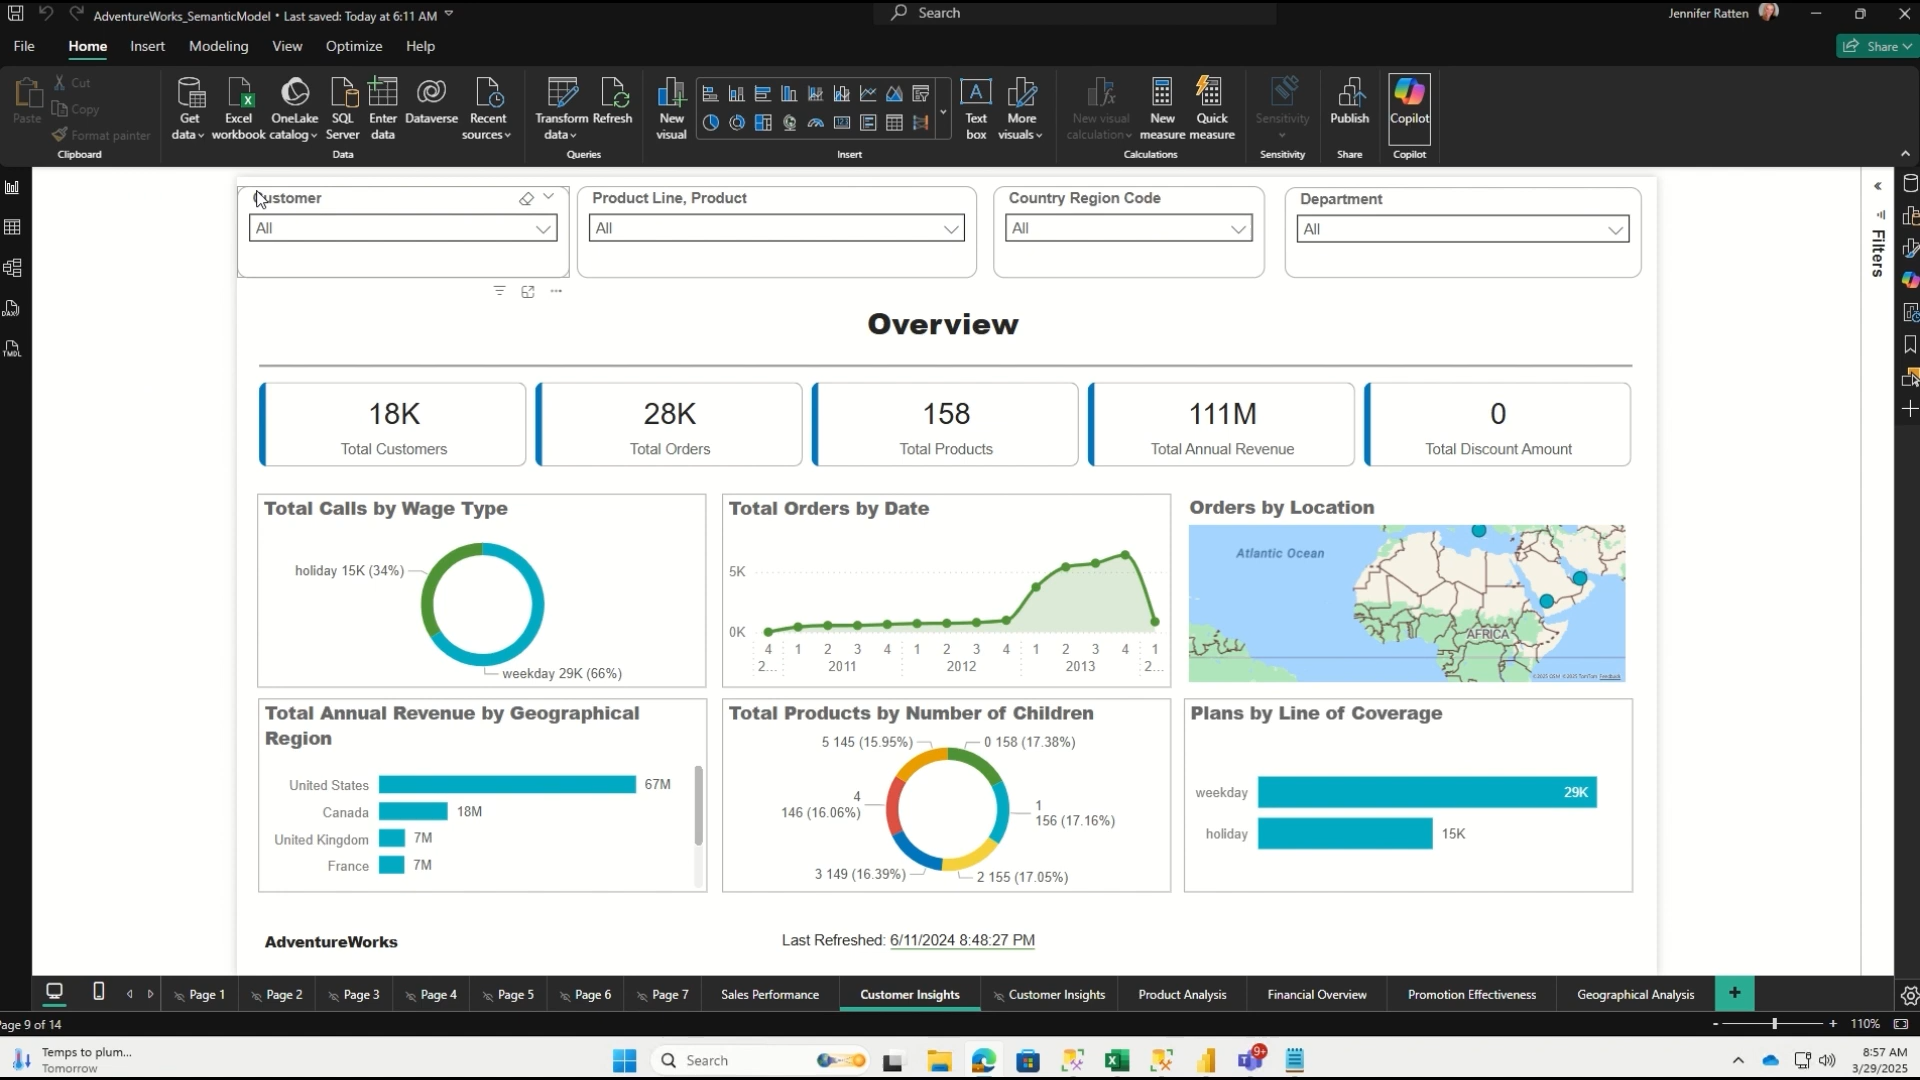 AdventureWorks_SemanticModel • Last saved: Today at 6:11 AM
Search
Jennifer Ratten
File
Home
Insert
Modeling
View
Optimize
Help
Share
Paste
Cut
Copy
Format painter
Clipboard
Get data
Excel workbook
OneLake catalog
SQL Server
Enter data
Dataverse
Recent sources
Data
Transform data
Refresh
Queries
New visual
Text box
More visuals
Insert
New visual calculation
New measure
Quick measure
Calculations
Sensitivity
Sensitivity
Publish
Share
Copilot
Copilot
DAX
TMDL
Customer
All
Product Line, Product
All
Country Region Code
All
Department
All
Filters
Overview
18K
Total Customers
28K
Total Orders
158
Total Products
111M
Total Annual Revenue
0
Total Discount Amount
Total Calls by Wage Type
holiday 15K (34%)
weekday 29K (66%)
Total Orders by Date
5K
0K
4 1 2 3 4 1 2 3 4 1 2 3 4 1
2... 2011 2012 2013 2...
Orders by Location
Atlantic Ocean
AFRICA
Total Annual Revenue by Geographical
Region
United States 67M
Canada 18M
United Kingdom 7M
France 7M
Total Products by Number of Children
5 145 (15.95%)
0 158 (17.38%)
4
146 (16.06%)
1
156 (17.16%)
3 149 (16.39%)
2 155 (17.05%)
Plans by Line of Coverage
weekday 29K
holiday 15K
AdventureWorks
Last Refreshed: 6/11/2024 8:48:27 PM
Page 1
Page 2
Page 3
Page 4
Page 5
Page 6
Page 7
Sales Performance
Customer Insights
Customer Insights
Product Analysis
Financial Overview
Promotion Effectiveness
Geographical Analysis
Page 9 of 14
110%
Temps to plum...
Tomorrow
Search
9+
8:57 AM
3/29/2025